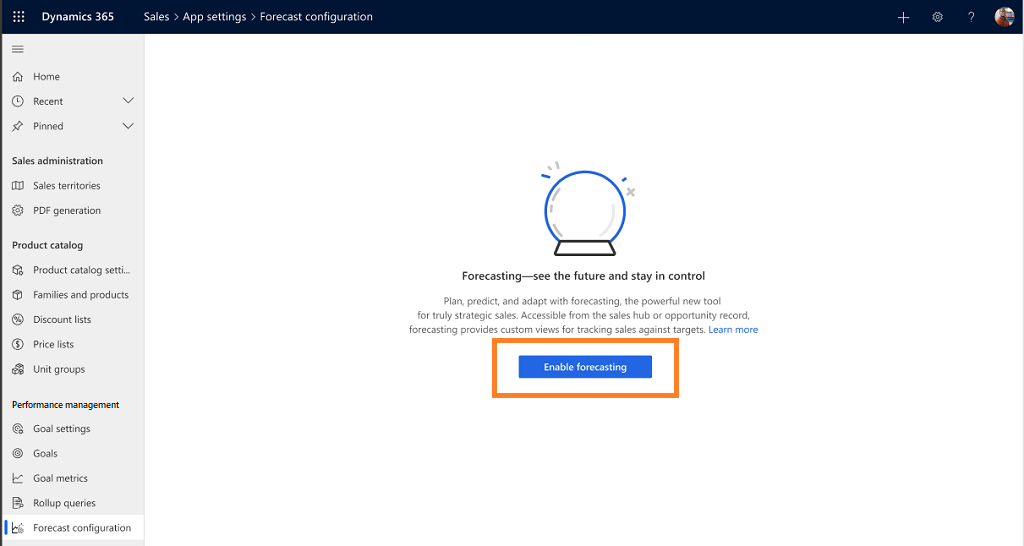 Dynamics 365
Sales > App settings > Forecast configuration
Home
Recent
Pinned
Sales administration
Sales territories
PDF generation
Product catalog
Product catalog setti...
Families and products
Discount lists
Price lists
Unit groups
Performance management
Goal settings
Goals
Goal metrics
Rollup queries
Forecast configuration
Forecasting—see the future and stay in control
Plan, predict, and adapt with forecasting, the powerful new tool
for truly strategic sales. Accessible from the sales hub or opportunity record,
forecasting provides custom views for tracking sales against targets. Learn more
Enable forecasting